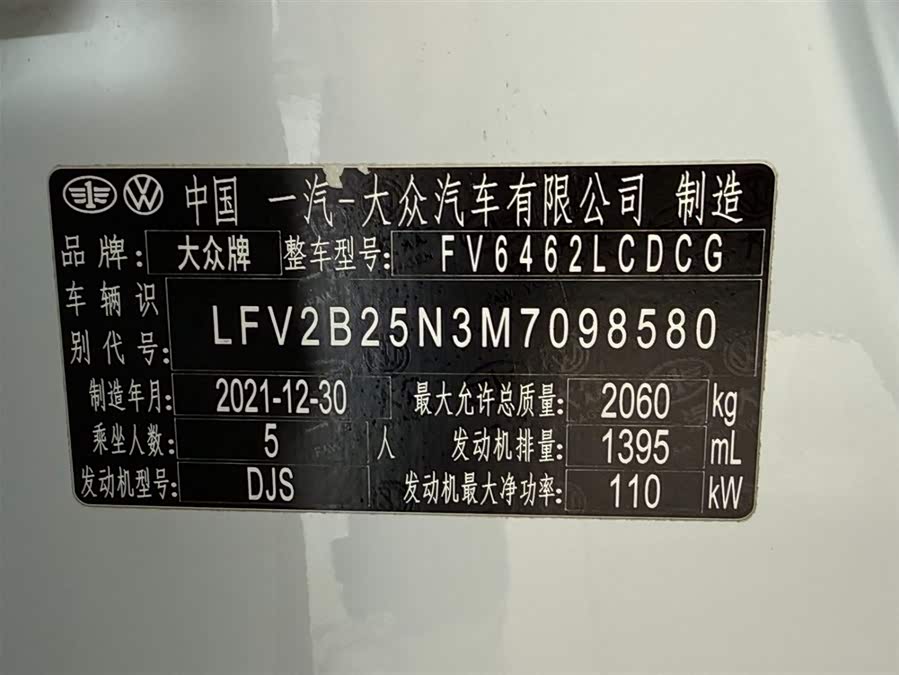 中国 一汽-大众汽车有限公司 制造
品牌: 大众牌 整车型号: FV6462LCDCG
车辆识
别代号: LFV2B25N3M7098580
制造年月: 2021-12-30 最大允许总质量: 2060 kg
乘坐人数: 5 人 发动机排量: 1395 mL
发动机型号: DJS 发动机最大净功率: 110 kW